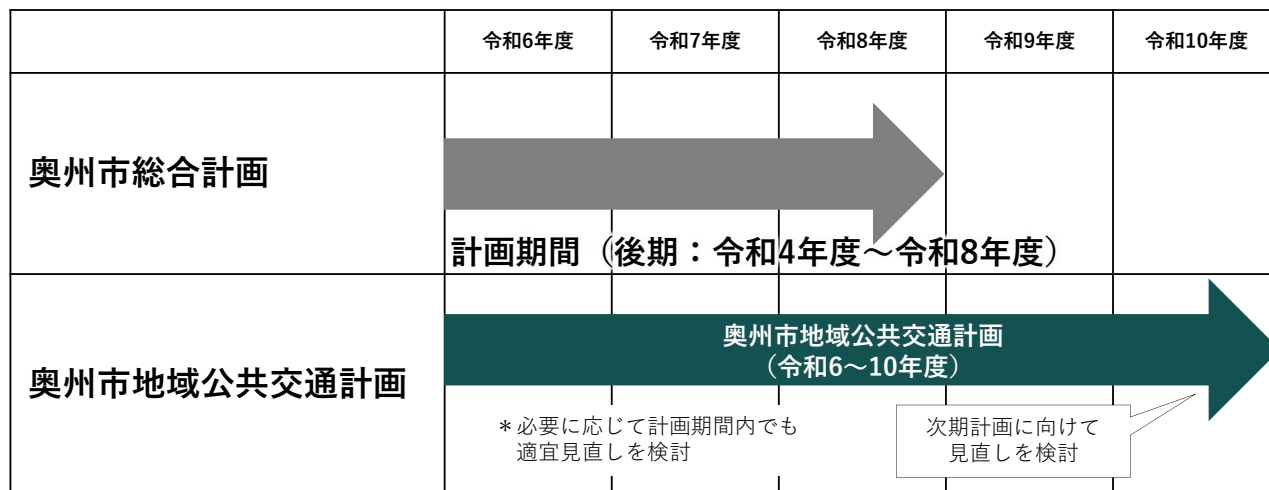 令和6年度 令和7年度 令和8年度 令和9年度 令和10年度
奥州市総合計画
計画期間（後期：令和4年度～令和8年度）
奥州市地域公共交通計画
奥州市地域公共交通計画
（令和6～10年度）
＊必要に応じて計画期間内でも
適宜見直しを検討
次期計画に向けて
見直しを検討